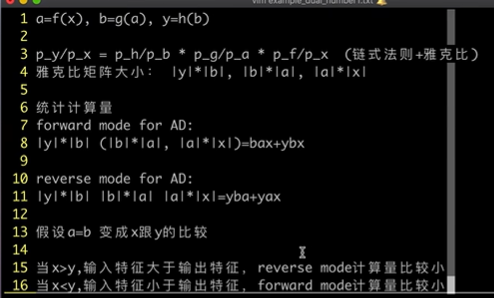 vim example_dual_number1.txt
1 a=f(x), b=g(a), y=h(b)
2
3 p_y/p_x = p_h/p_b * p_g/p_a * p_f/p_x (链式法则+雅克比)
4 雅克比矩阵大小: |y|*|b|, |b|*|a|, |a|*|x|
5
6 统计计算量
7 forward mode for AD:
8 |y|*|b| (|b|*|a|, |a|*|x|)=bax+ybx
9
10 reverse mode for AD:
11 |y|*|b| |b|*|a| |a|*|x|=yba+yax
12
13 假设a=b 变成x跟y的比较
14
15 当x>y,输入特征大于输出特征, reverse mode计算量比较小
16 当x<y,输入特征小于输出特征, forward mode计算量比较小